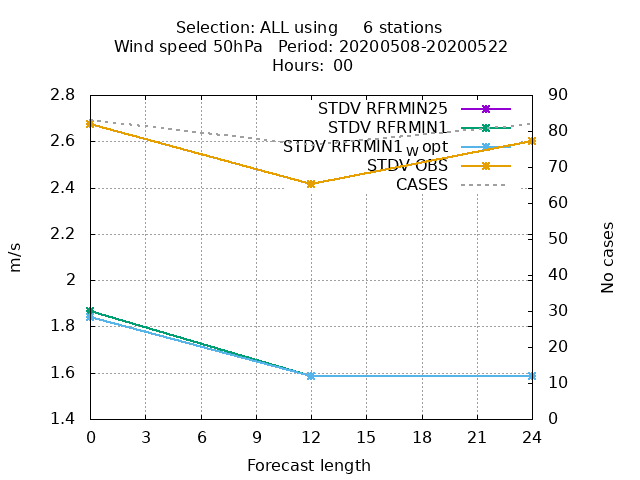 Selection: ALL using 6 stations
Wind speed 50hPa Period: 20200508-20200522
Hours: 00
2.8
2.6
2.4
2.2
2
1.8
1.6
1.4
m/s
STDV RFRMIN25
STDV RFRMIN1
STDV RFRMIN1w opt
STDV OBS
CASES
90
80
70
60
50
40
30
20
10
0
No cases
0 3 6 9 12 15 18 21 24
Forecast length